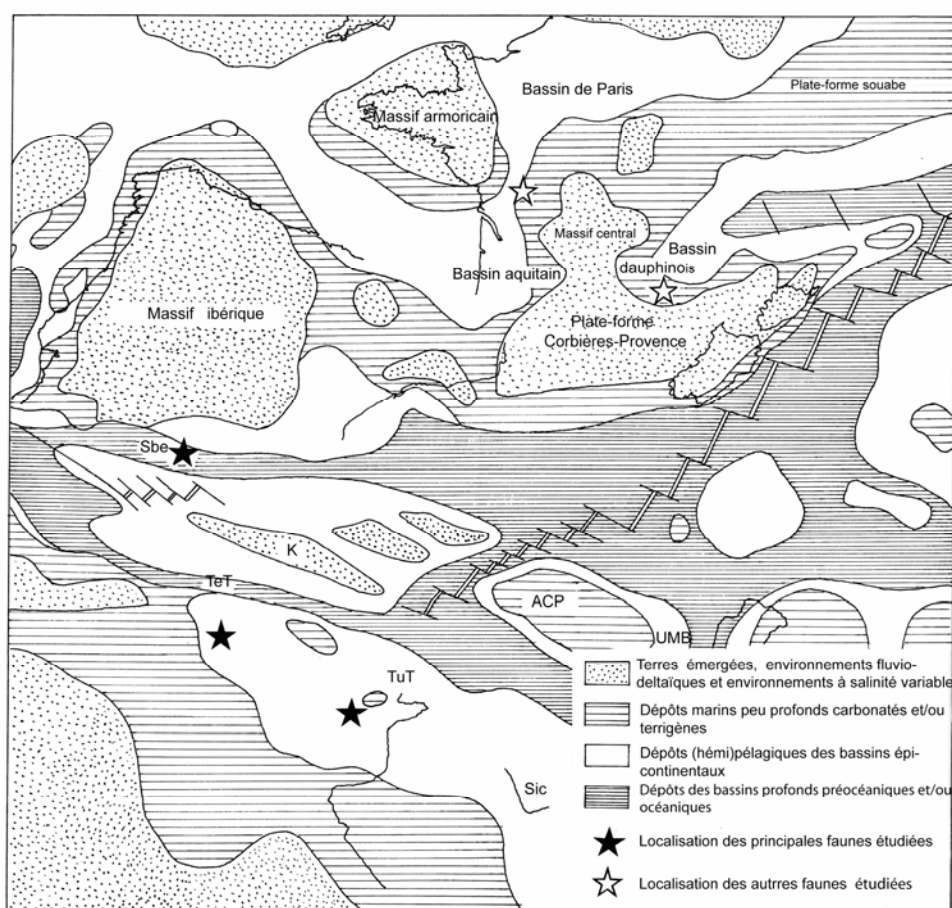 Bassin de Paris
Plate-forme souabe
Massif armoricain
Massif central
Bassin
dauphinois
Bassin aquitain
Massif ibérique
Plate-forme
Corbières-Provence
Sbe
K
TeT
ACP
UMB
TuT
Sic
Terres émergées, environnements fluvio-
deltaïques et environnements à salinité variable
Dépôts marins peu profonds carbonatés et/ou
terrigènes
Dépôts (hémi)pélagiques des bassins épi-
continentaux
Dépôts des bassins profonds préocéaniques et/ou
océaniques
Localisation des principales faunes étudiées
Localisation des autrres faunes étudiées